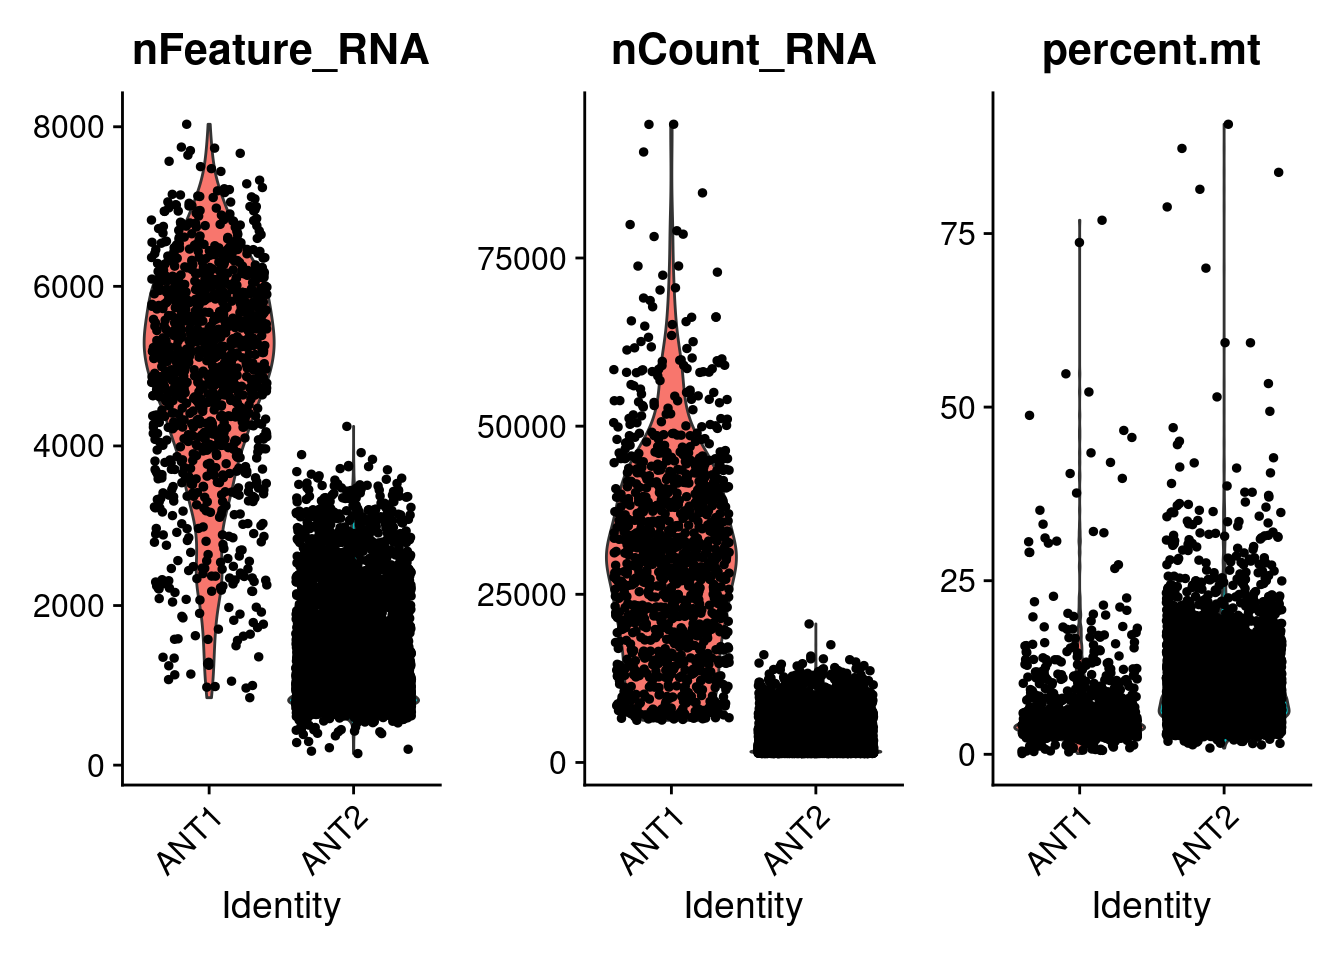 nFeature_RNA
8000
6000
4000
2000
0
ANT1
ANT2
Identity
nCount_RNA
75000
50000
25000
0
ANT1
ANT2
Identity
percent.mt
75
50
25
0
ANT1
ANT2
Identity